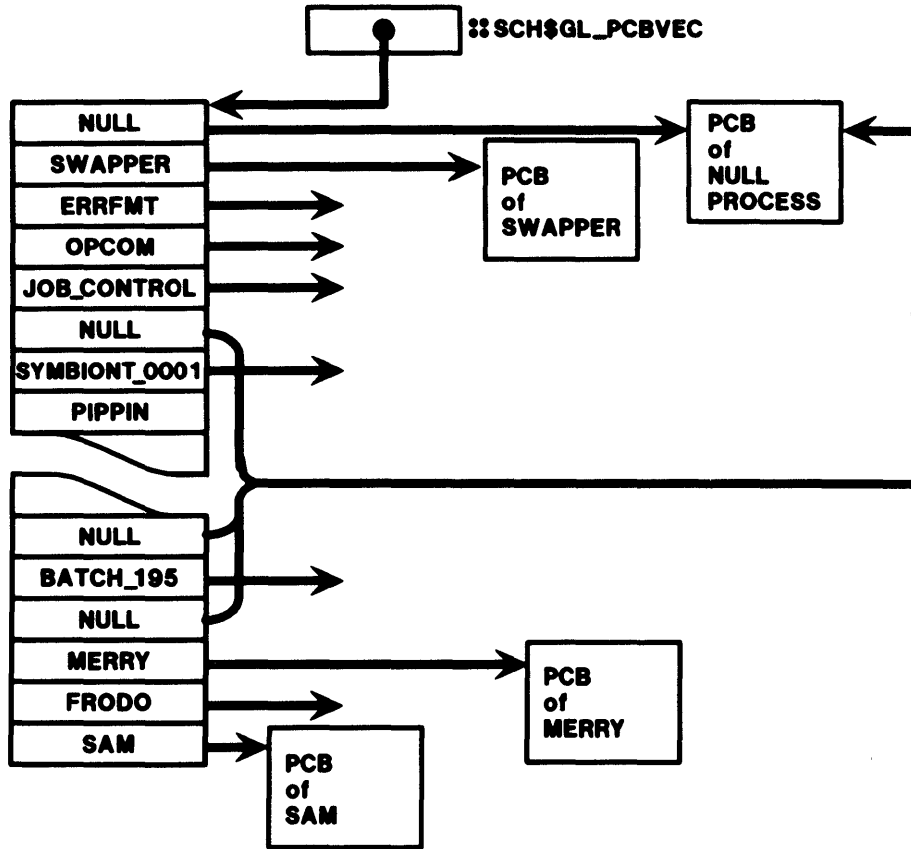 :: SCH$GL_PCBVEC
NULL
SWAPPER
ERRFMT
OPCOM
JOB_CONTROL
NULL
SYMBIONT_0001
PIPPIN
NULL
BATCH_195
NULL
MERRY
FRODO
SAM
PCB
of
SWAPPER
PCB
of
NULL
PROCESS
PCB
of
MERRY
PCB
of
SAM